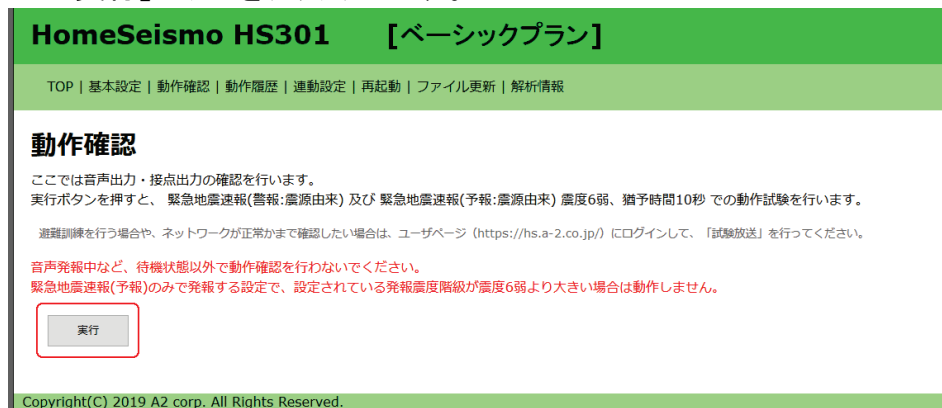 HomeSeismo HS301 [ベーシックプラン]
TOP | 基本設定 | 動作確認 | 動作履歴 | 連動設定 | 再起動 | ファイル更新 | 解析情報
動作確認
ここでは音声出力・接点出力の確認を行います。
実行ボタンを押すと、 緊急地震速報(警報:震源由来) 及び 緊急地震速報(予報:震源由来) 震度6弱、猶予時間10秒 での動作試験を行います。
避難訓練を行う場合や、ネットワークが正常かまで確認したい場合は、ユーザページ（https://hs.a-2.co.jp/）にログインして、「試験放送」を行ってください。
音声発報中など、待機状態以外で動作確認を行わないでください。
緊急地震速報(予報)のみで発報する設定で、設定されている発報震度階級が震度6弱より大きい場合は動作しません。
実行
Copyright(C) 2019 A2 corp. All Rights Reserved.